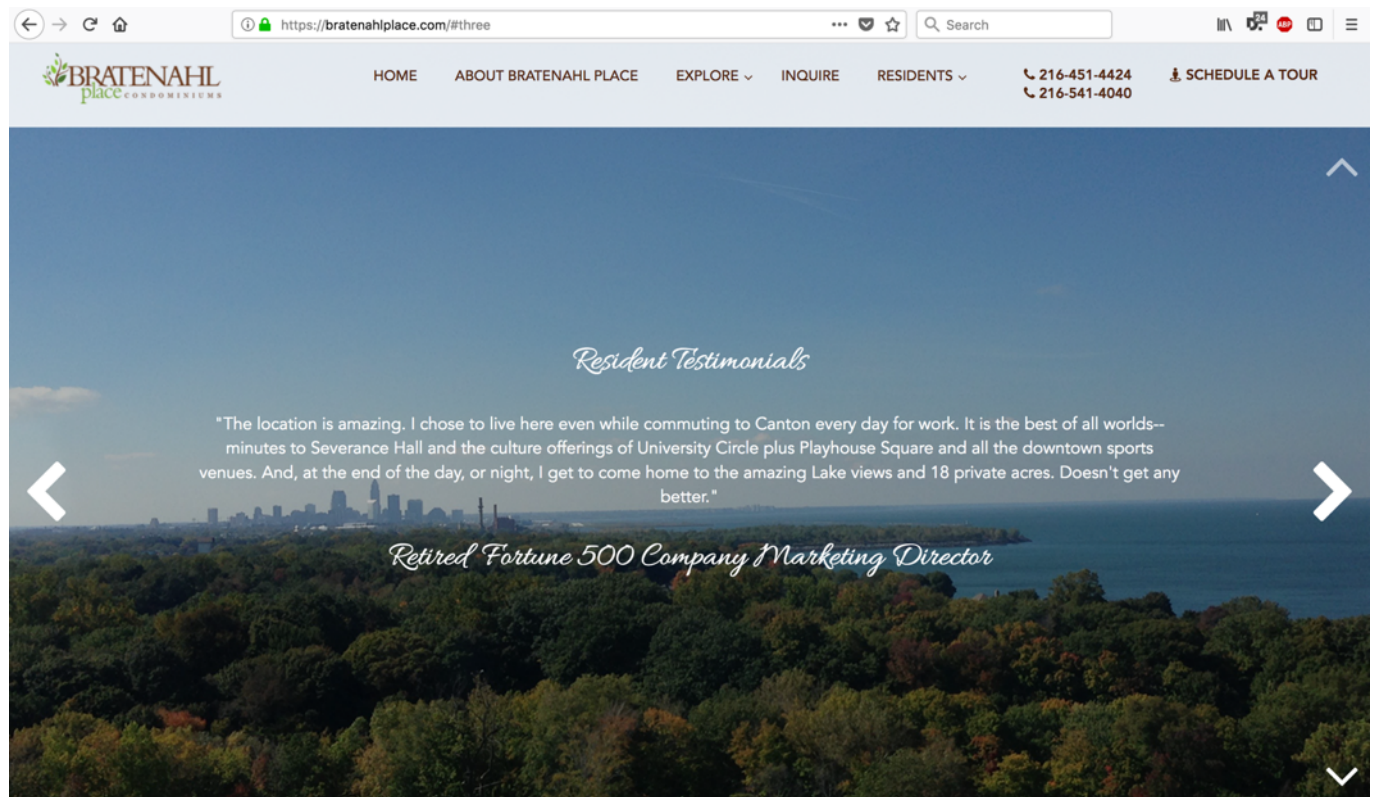 https://bratenahlplace.com/#three
Search
24
ABP
BRATENAHL
place CONDOMINIUMS
HOME
ABOUT BRATENAHL PLACE
EXPLORE
INQUIRE
RESIDENTS
216-451-4424
216-541-4040
SCHEDULE A TOUR
Resident Testimonials
"The location is amazing. I chose to live here even while commuting to Canton every day for work. It is the best of all worlds--
minutes to Severance Hall and the culture offerings of University Circle plus Playhouse Square and all the downtown sports
venues. And, at the end of the day, or night, I get to come home to the amazing Lake views and 18 private acres. Doesn't get any
better."
Retired Fortune 500 Company Marketing Director